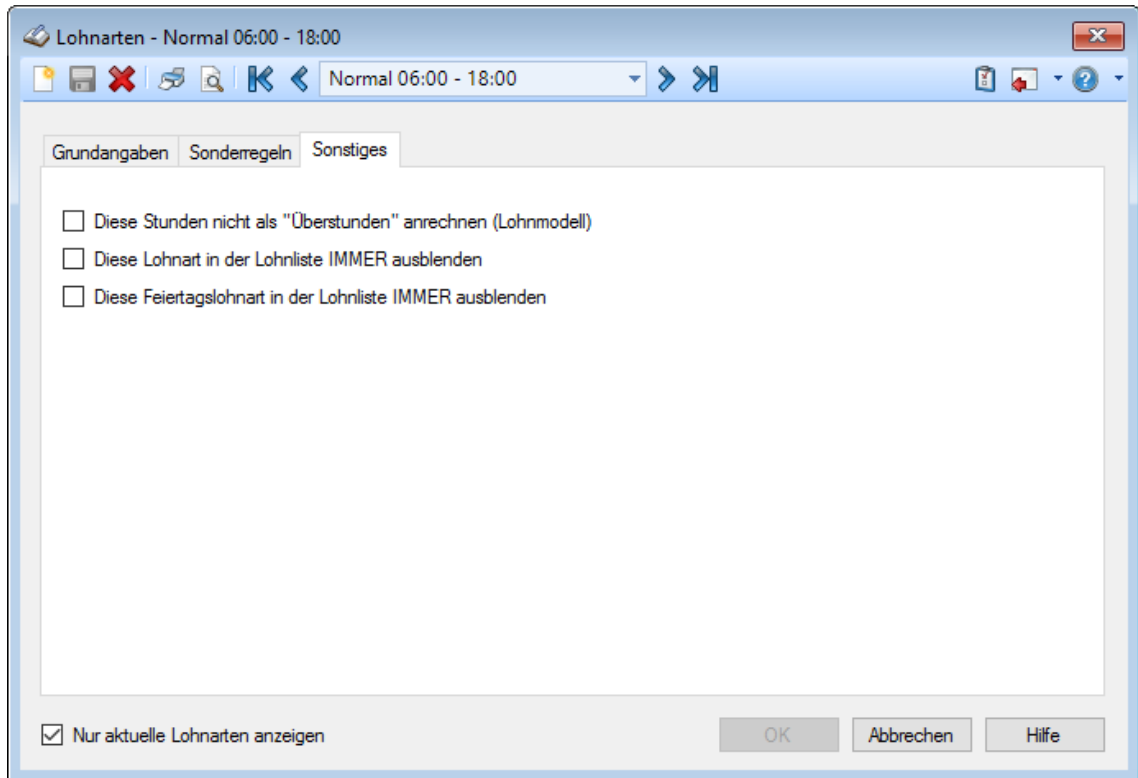 Lohnarten - Normal 06:00 - 18:00
Normal 06:00 - 18:00
Grundangaben Sonderregeln Sonstiges
Diese Stunden nicht als "Überstunden" anrechnen (Lohnmodell)
Diese Lohnart in der Lohnliste IMMER ausblenden
Diese Feiertagslohnart in der Lohnliste IMMER ausblenden
Nur aktuelle Lohnarten anzeigen OK Abbrechen Hilfe